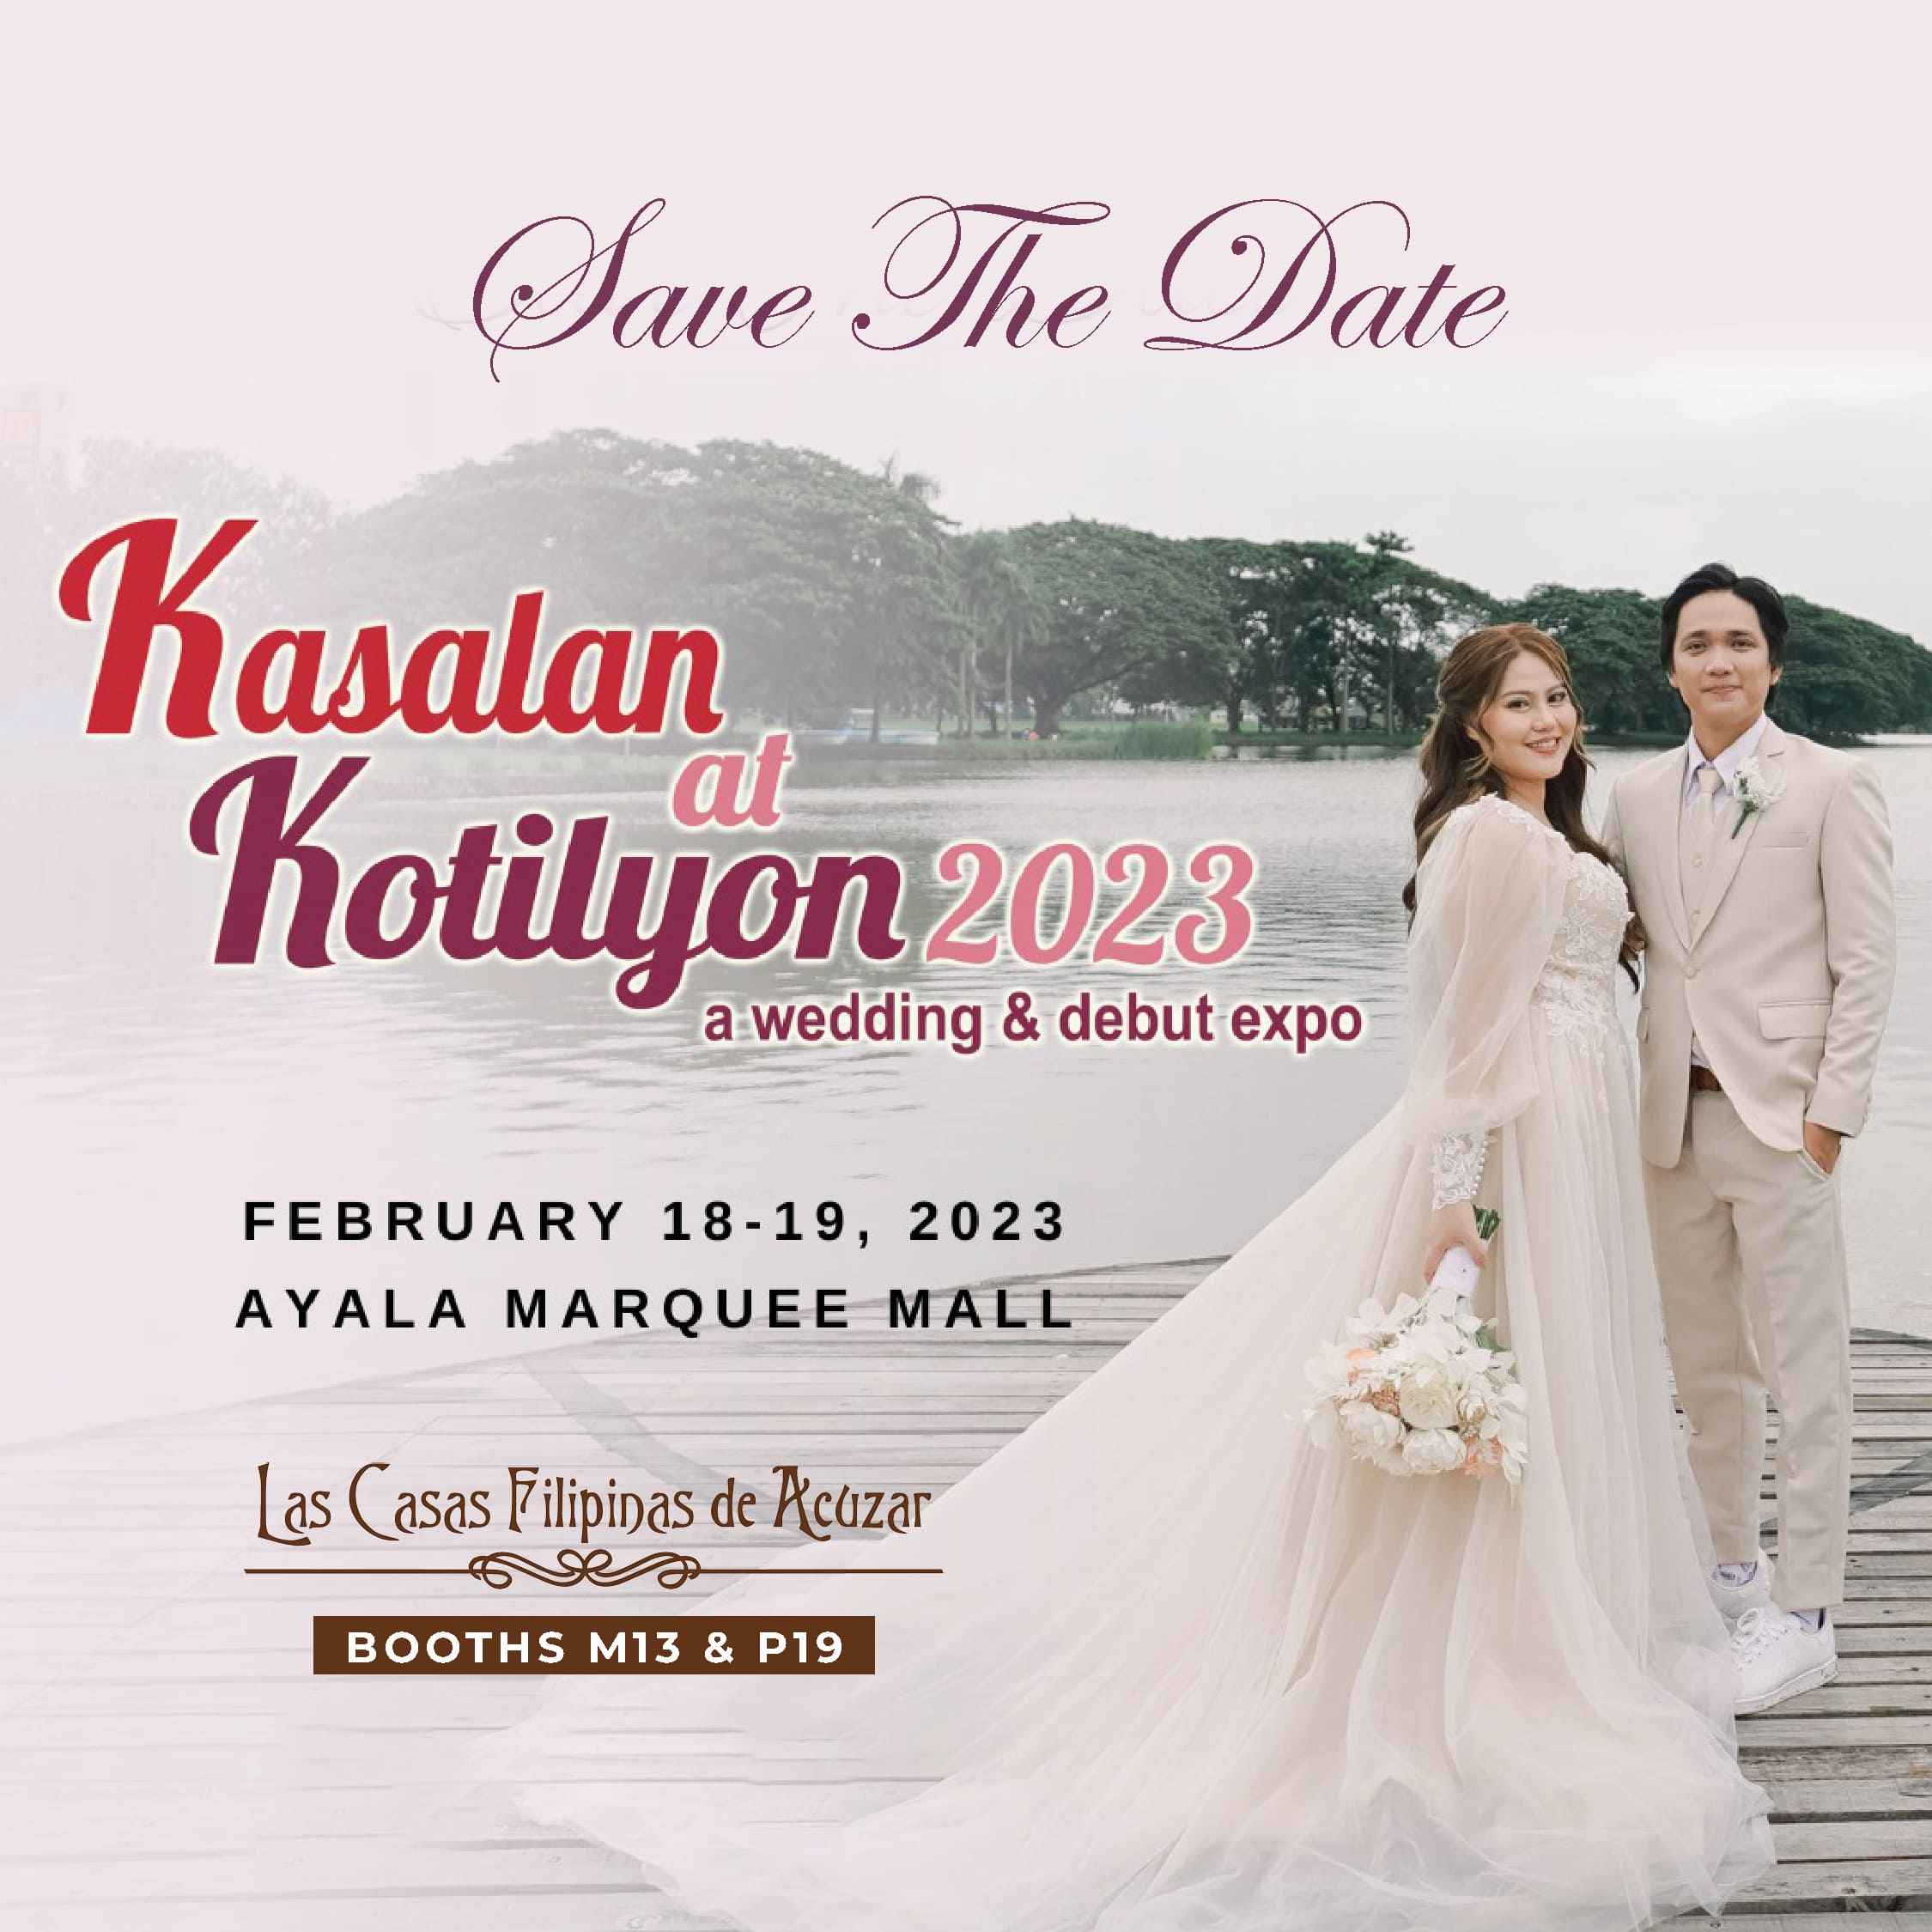 Save The Date
Kasalan
at
Kotilyon 2023
a wedding & debut expo
FEBRUARY 18-19, 2023
AYALA MARQUEE MALL
Las Casas Filipinas de Acuzar
BOOTHS M13 & P19